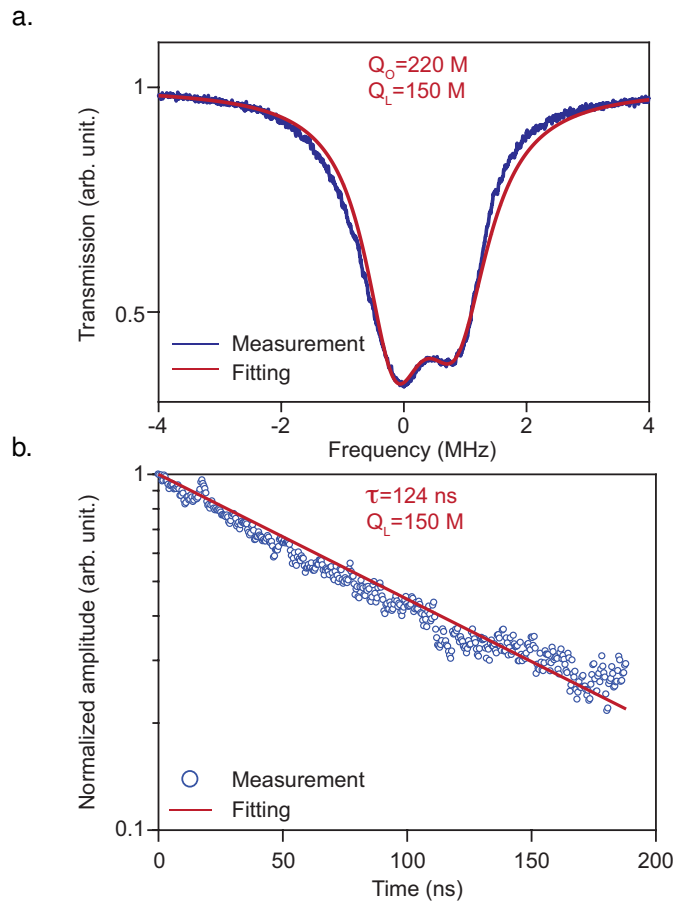 a.
Q_O=220 M
Q_L=150 M
1
0.5
Transmission (arb. unit.)
Measurement
Fitting
-4
-2
0
2
4
Frequency (MHz)
b.
τ=124 ns
Q_L=150 M
1
0.1
Normalized amplitude (arb. unit.)
Measurement
Fitting
0
50
100
150
200
Time (ns)